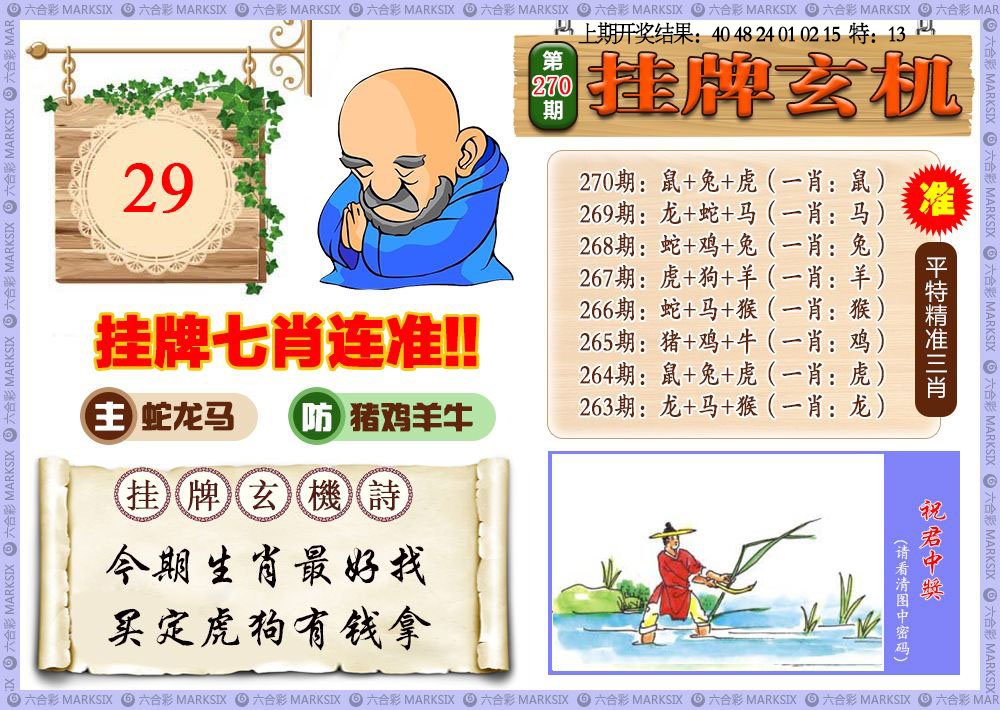 六合彩 MARKSIX
上期开奖结果：40 48 24 01 02 15 特：13
第
270
期
挂牌玄机
29
挂牌七肖连准!!
主 蛇龙马
防 猪鸡羊牛
挂牌玄機詩
今期生肖最好找
买定虎狗有钱拿
270期：鼠+兔+虎（一肖：鼠）
269期：龙+蛇+马（一肖：马）
268期：蛇+鸡+兔（一肖：兔）
267期：虎+狗+羊（一肖：羊）
266期：蛇+马+猴（一肖：猴）
265期：猪+鸡+牛（一肖：鸡）
264期：鼠+兔+虎（一肖：虎）
263期：龙+马+猴（一肖：龙）
准
平特精准三肖
祝君中奖
（请看清图中密码）